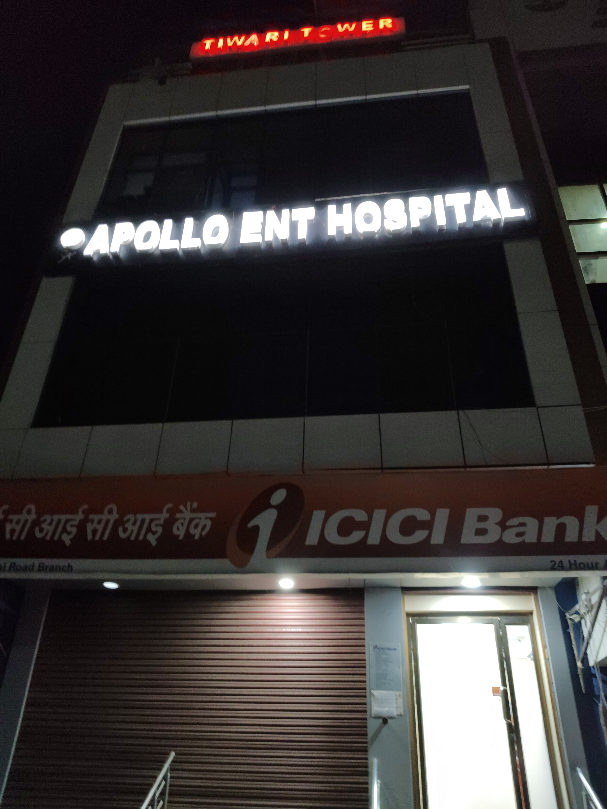 TIWARI TOWER
APOLLO ENT HOSPITAL
सी आई सी आई बैंक
ICICI Bank
Road Branch
24 Hour